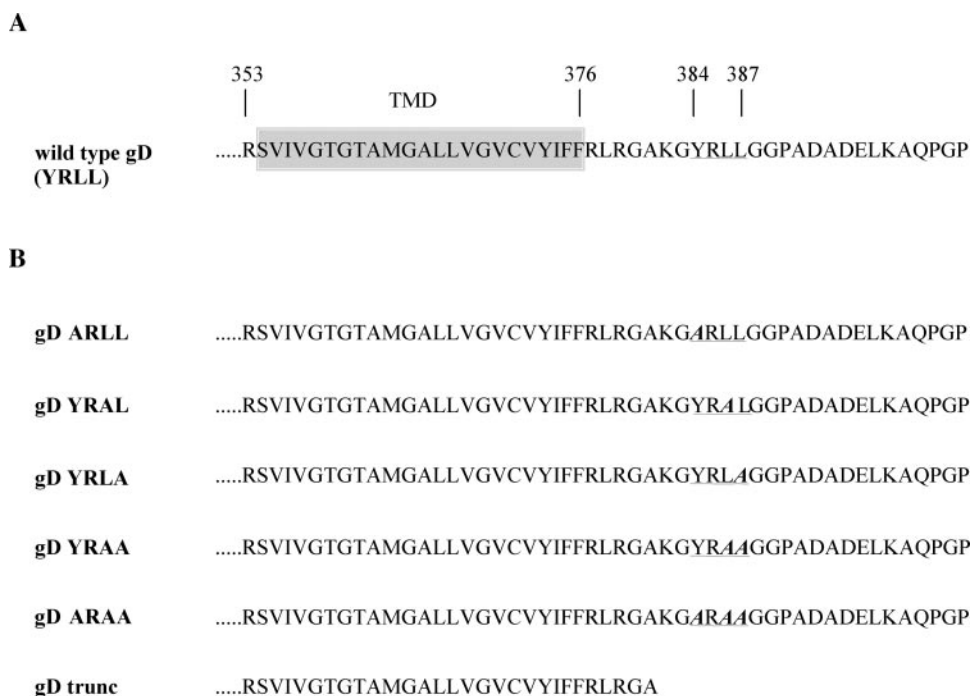 A
353 376 384 387
TMD
wild type gD .....RSVIVGTGTAMGALLVGVCVYIFFRLRGAKGYRLLGGPADADELKAQPGP
(YRLL)
B
gD ARLL .....RSVIVGTGTAMGALLVGVCVYIFFRLRGAKGARLLGGPADADELKAQPGP
gD YRAL .....RSVIVGTGTAMGALLVGVCVYIFFRLRGAKGYRALGGPADADELKAQPGP
gD YRLA .....RSVIVGTGTAMGALLVGVCVYIFFRLRGAKGYRLAGGPADADELKAQPGP
gD YRAA .....RSVIVGTGTAMGALLVGVCVYIFFRLRGAKGYRAAGGPADADELKAQPGP
gD ARAA .....RSVIVGTGTAMGALLVGVCVYIFFRLRGAKGARAAGGPADADELKAQPGP
gD trunc .....RSVIVGTGTAMGALLVGVCVYIFFRLRGA